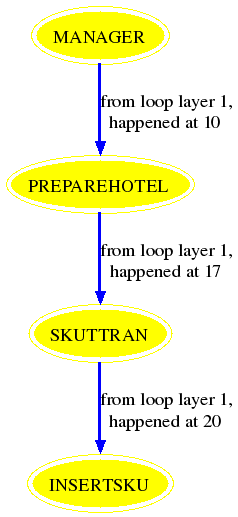 MANAGER
from loop layer 1,
happened at 10
PREPAREHOTEL
from loop layer 1,
happened at 17
SKUTTRAN
from loop layer 1,
happened at 20
INSERTSKU